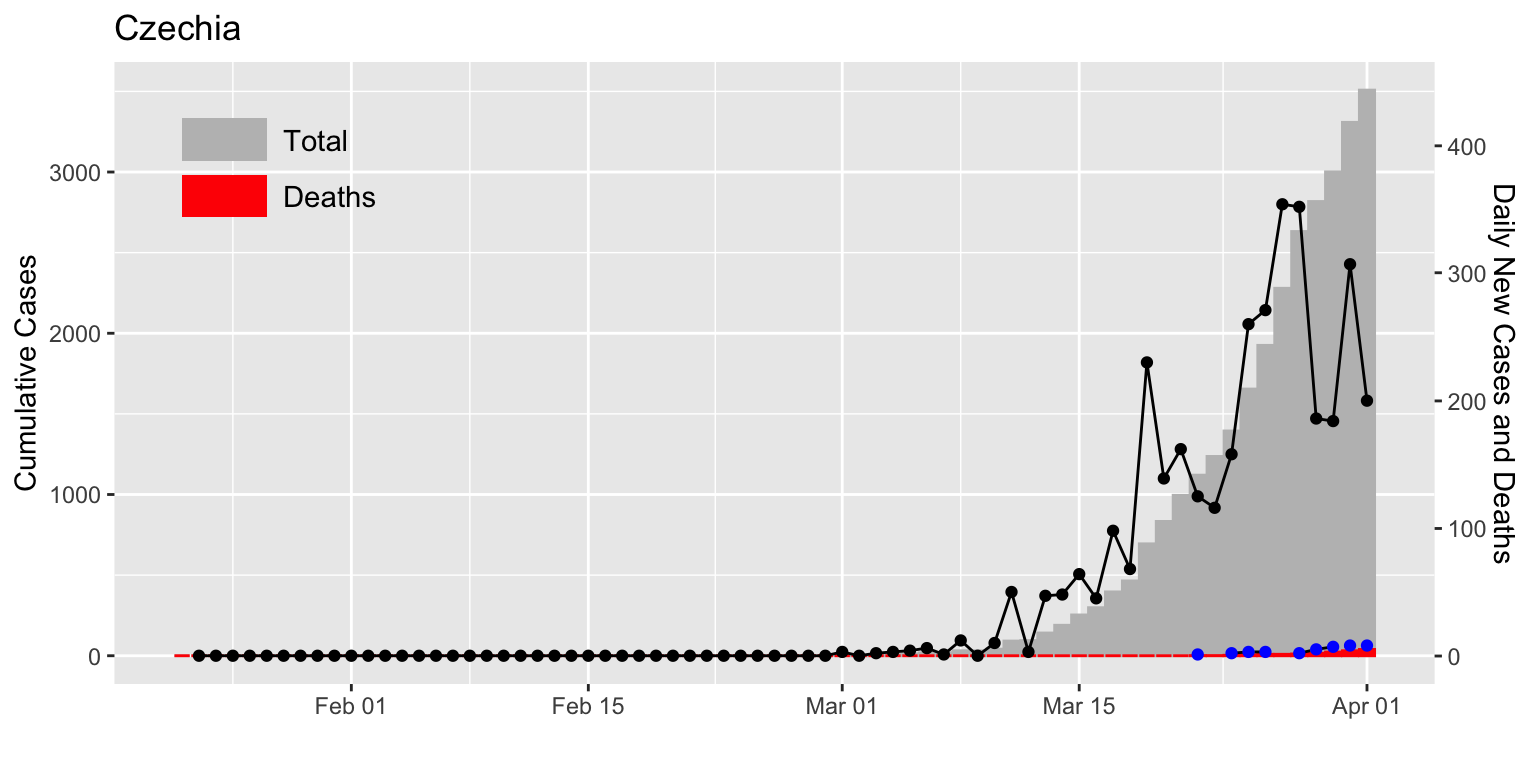 Czechia
Total
Deaths
Cumulative Cases
3000
2000
1000
0
400
300
200
100
0
Daily New Cases and Deaths
Feb 01
Feb 15
Mar 01
Mar 15
Apr 01